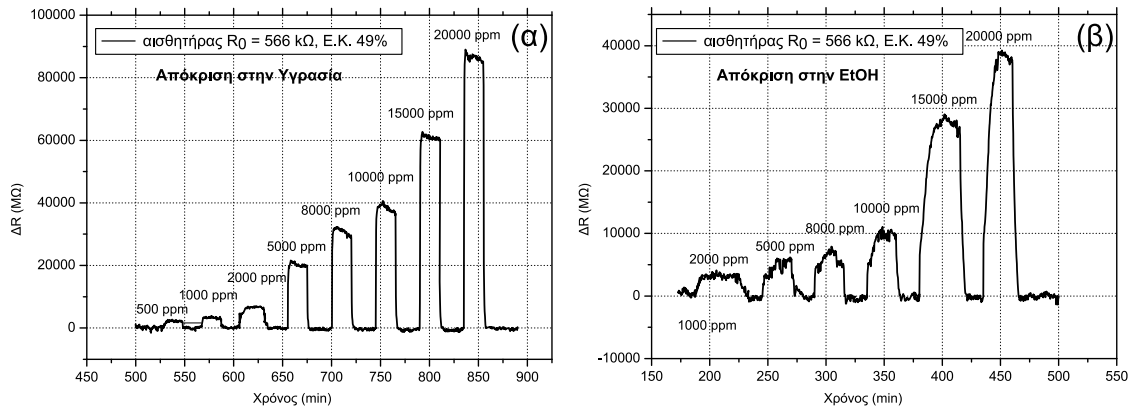 (α)
αισθητήρας R0 = 566 kΩ, Ε.Κ. 49%
Απόκριση στην Υγρασία
20000 ppm
15000 ppm
10000 ppm
8000 ppm
5000 ppm
2000 ppm
1000 ppm
500 ppm
100000
80000
60000
40000
20000
0
-10000
ΔR (MΩ)
450 500 550 600 650 700 750 800 850 900
Χρόνος (min)
(β)
αισθητήρας R0 = 566 kΩ, Ε.Κ. 49%
Απόκριση στην EtOH
20000 ppm
15000 ppm
10000 ppm
8000 ppm
5000 ppm
2000 ppm
1000 ppm
40000
30000
20000
10000
0
-10000
ΔR (MΩ)
150 200 250 300 350 400 450 500 550
Χρόνος (min)